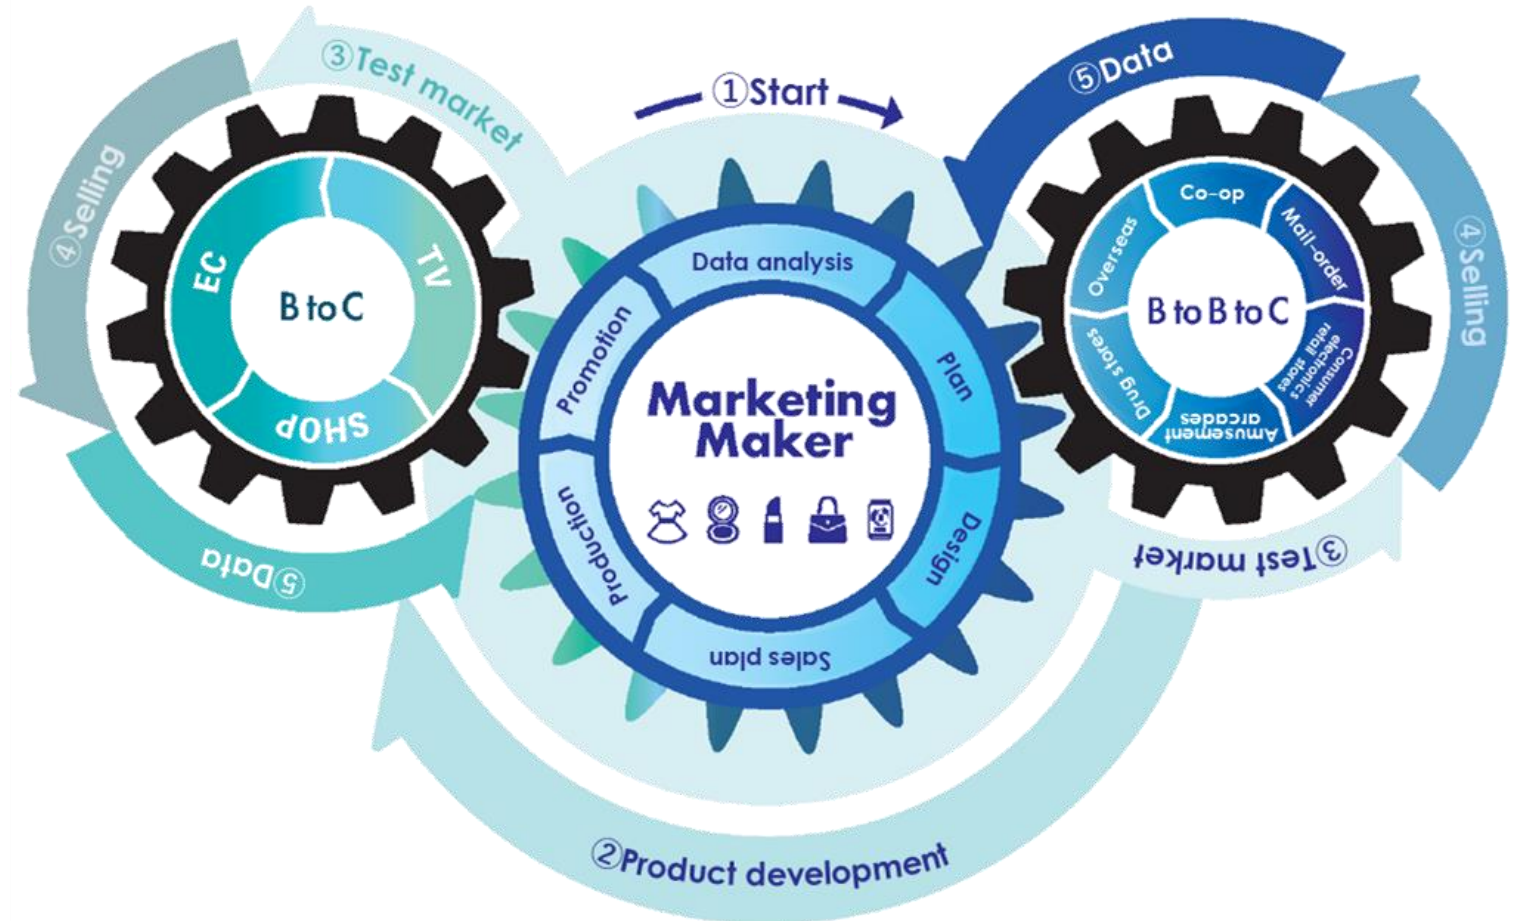 ①Start
②Product development
③Test market
④Selling
⑤Data
EC
TV
SHOP
B to C
Data analysis
Plan
Design
Sales plan
Production
Promotion
Marketing
Maker
⑤Data
④Selling
③Test market
Co-op
Mail-order
Consumer
electronics
retail stores
Amusement
arcades
Drug stores
Overseas
B to B to C